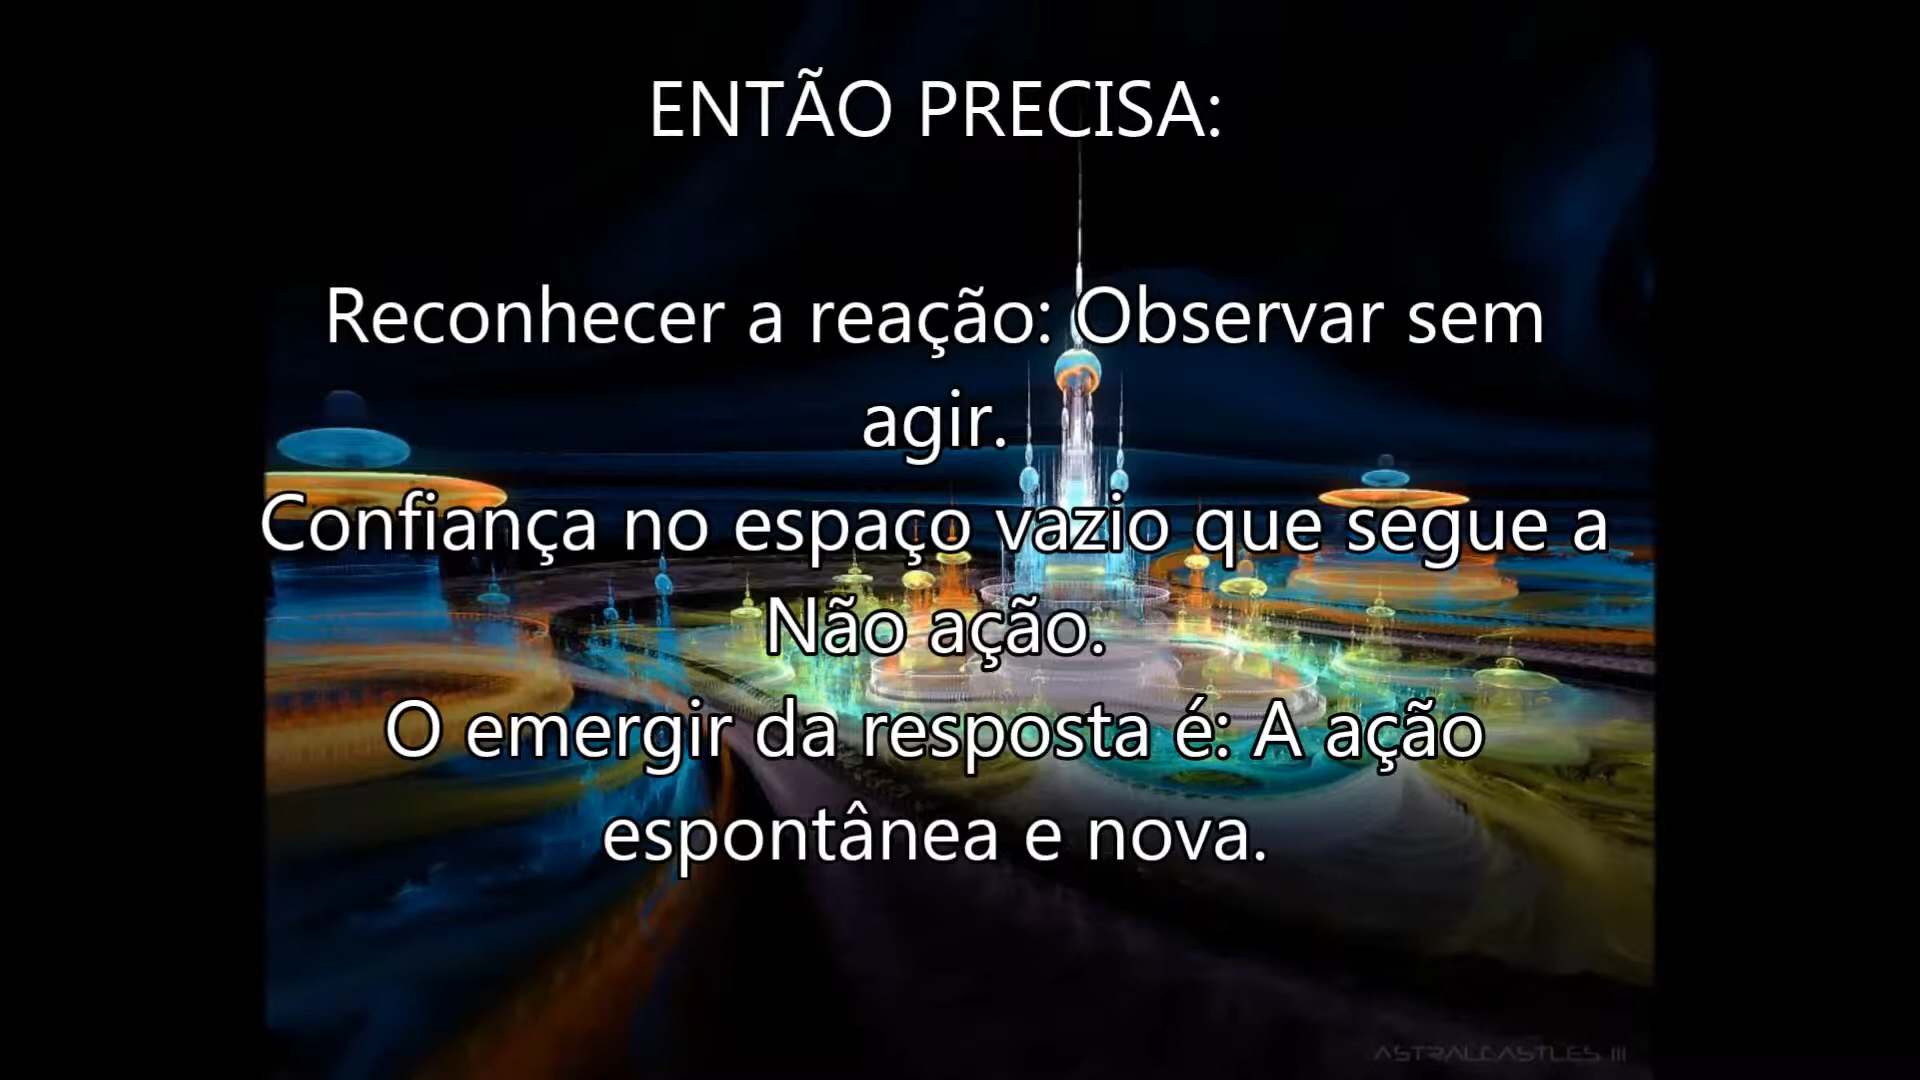 ENTÃO PRECISA:
Reconhecer a reação: Observar sem
agir.
Confiança no espaço vazio que segue a
Não ação.
O emergir da resposta é: A ação
espontânea e nova.
ASTRALCASTLES III